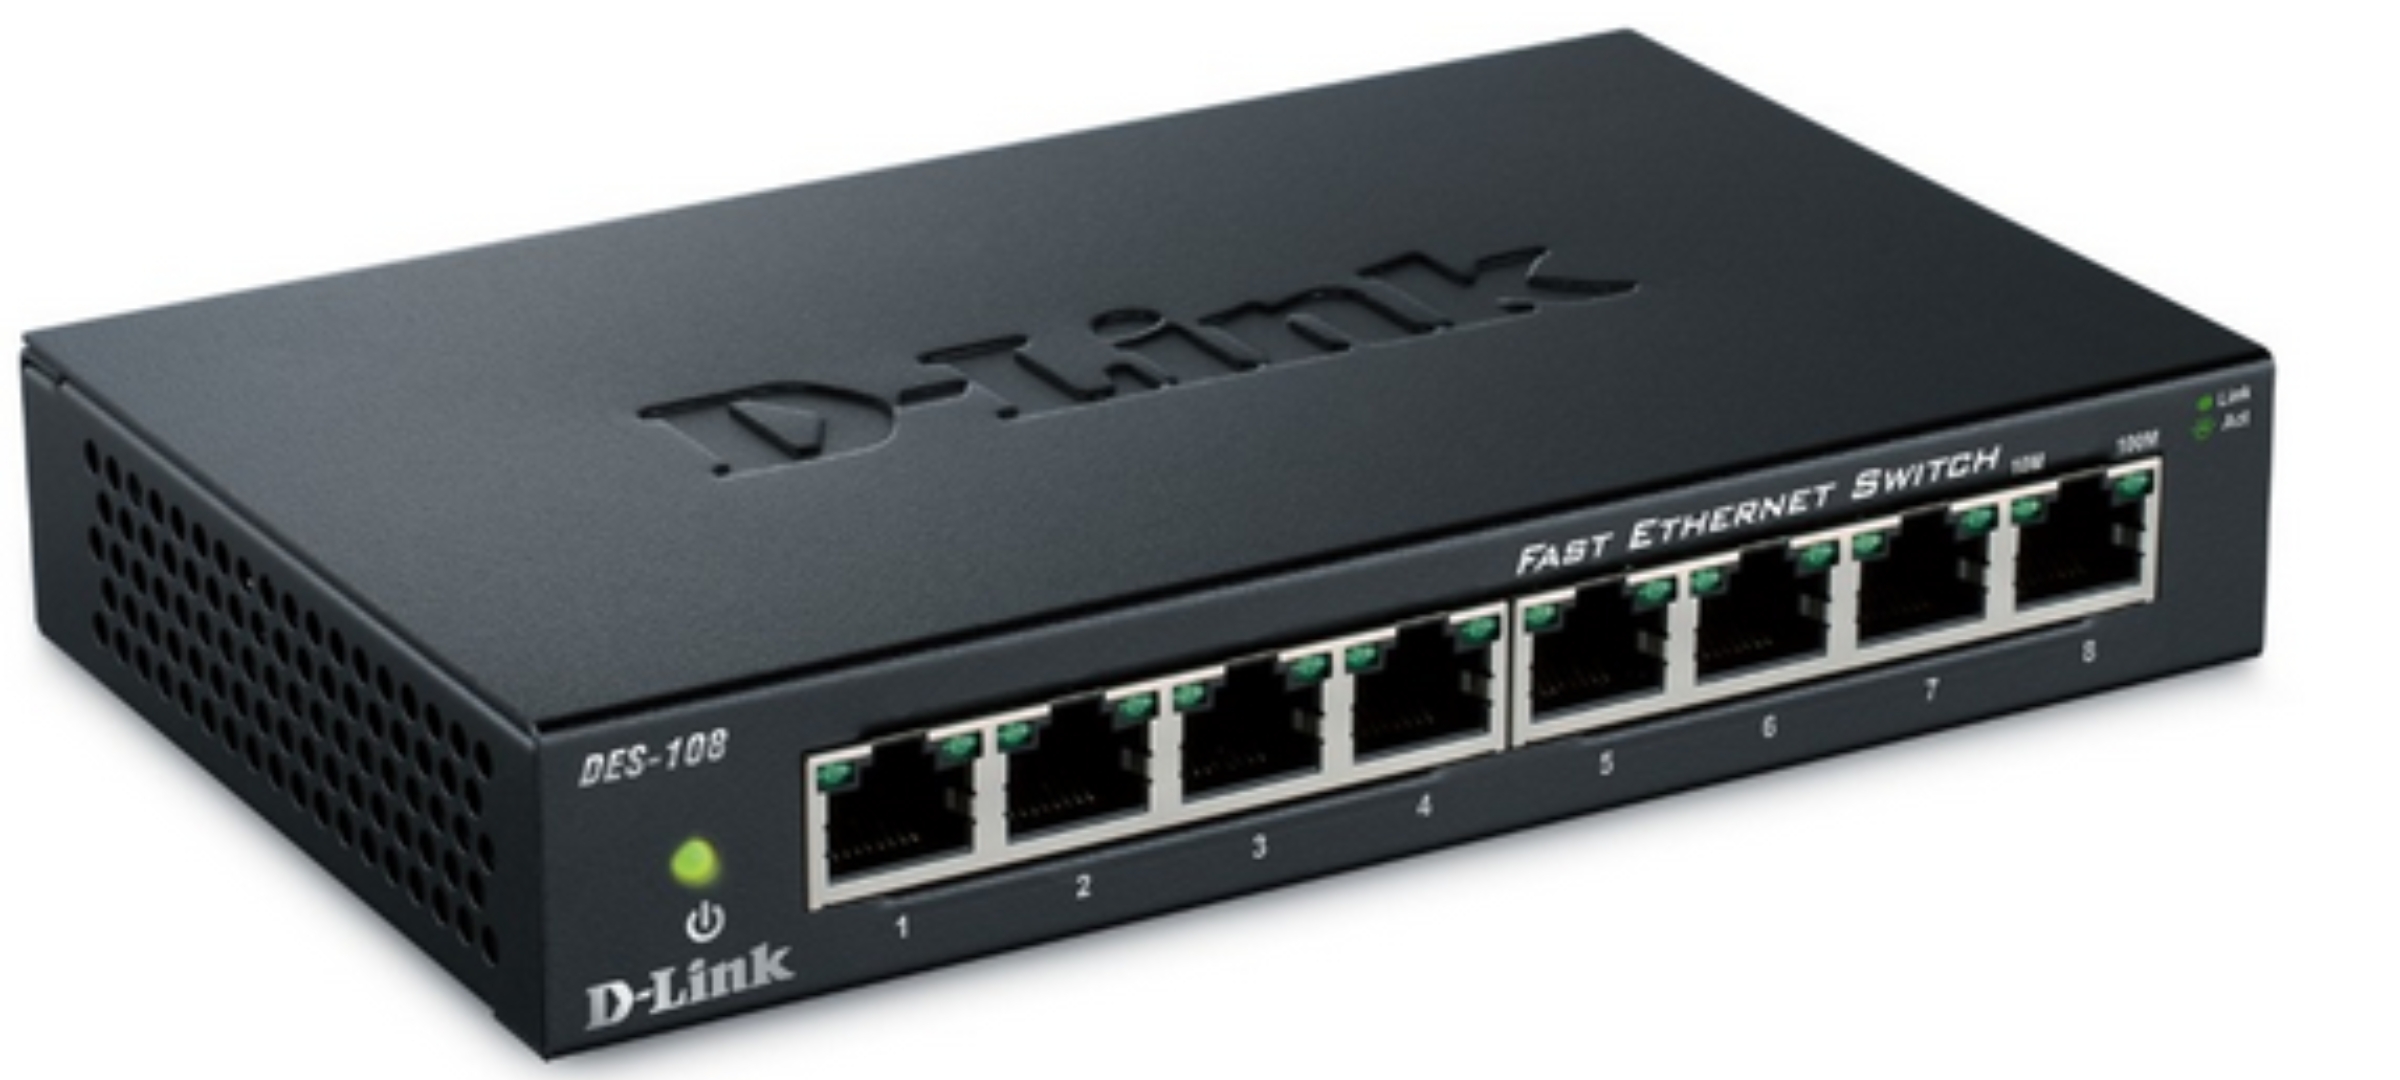 D-Link
Link
Act
10M
100M
FAST ETHERNET SWITCH
DES-108
1
2
3
4
5
6
7
8
D-Link